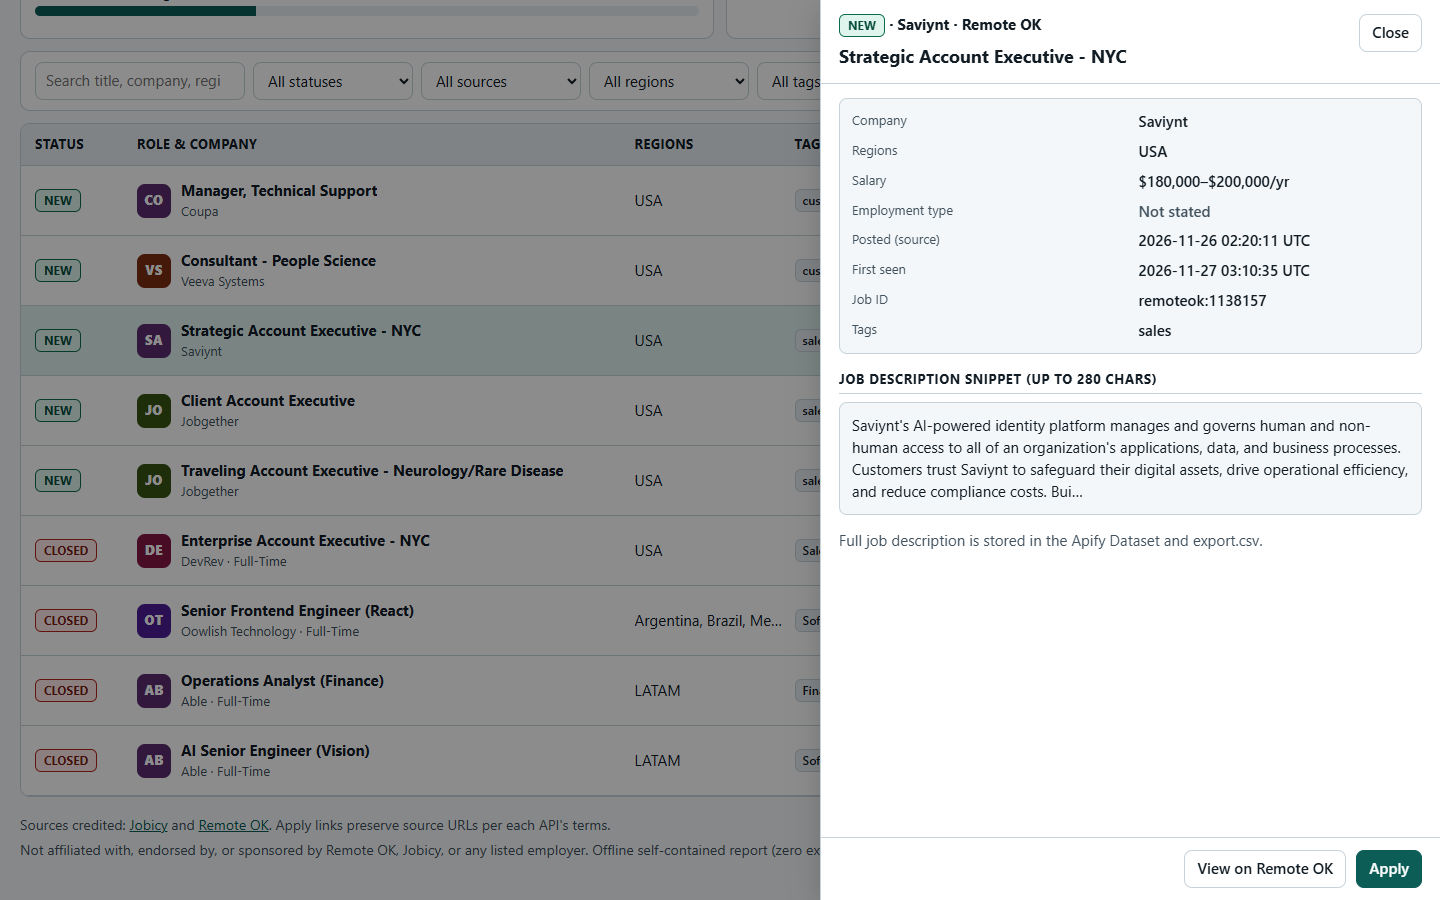 Search title, company, regi
All statuses
All sources
All regions
All tags
STATUS
ROLE & COMPANY
REGIONS
TAG
NEW
CO
Manager, Technical Support
Coupa
USA
cus
NEW
VS
Consultant - People Science
Veeva Systems
USA
cus
NEW
SA
Strategic Account Executive - NYC
Saviynt
USA
sale
NEW
JO
Client Account Executive
Jobgether
USA
sale
NEW
JO
Traveling Account Executive - Neurology/Rare Disease
Jobgether
USA
sale
CLOSED
DE
Enterprise Account Executive - NYC
DevRev · Full-Time
USA
Sal
CLOSED
OT
Senior Frontend Engineer (React)
Oowlish Technology · Full-Time
Argentina, Brazil, Me...
Sof
CLOSED
AB
Operations Analyst (Finance)
Able · Full-Time
LATAM
Fina
CLOSED
AB
AI Senior Engineer (Vision)
Able · Full-Time
LATAM
Sof
Sources credited: Jobicy and Remote OK. Apply links preserve source URLs per each API's terms.
Not affiliated with, endorsed by, or sponsored by Remote OK, Jobicy, or any listed employer. Offline self-contained report (zero ex
NEW · Saviynt · Remote OK
Strategic Account Executive - NYC
Close
Company Saviynt
Regions USA
Salary $180,000–$200,000/yr
Employment type Not stated
Posted (source) 2026-11-26 02:20:11 UTC
First seen 2026-11-27 03:10:35 UTC
Job ID remoteok:1138157
Tags sales
JOB DESCRIPTION SNIPPET (UP TO 280 CHARS)
Saviynt's AI-powered identity platform manages and governs human and non-
human access to all of an organization's applications, data, and business processes.
Customers trust Saviynt to safeguard their digital assets, drive operational efficiency,
and reduce compliance costs. Bui...
Full job description is stored in the Apify Dataset and export.csv.
View on Remote OK
Apply